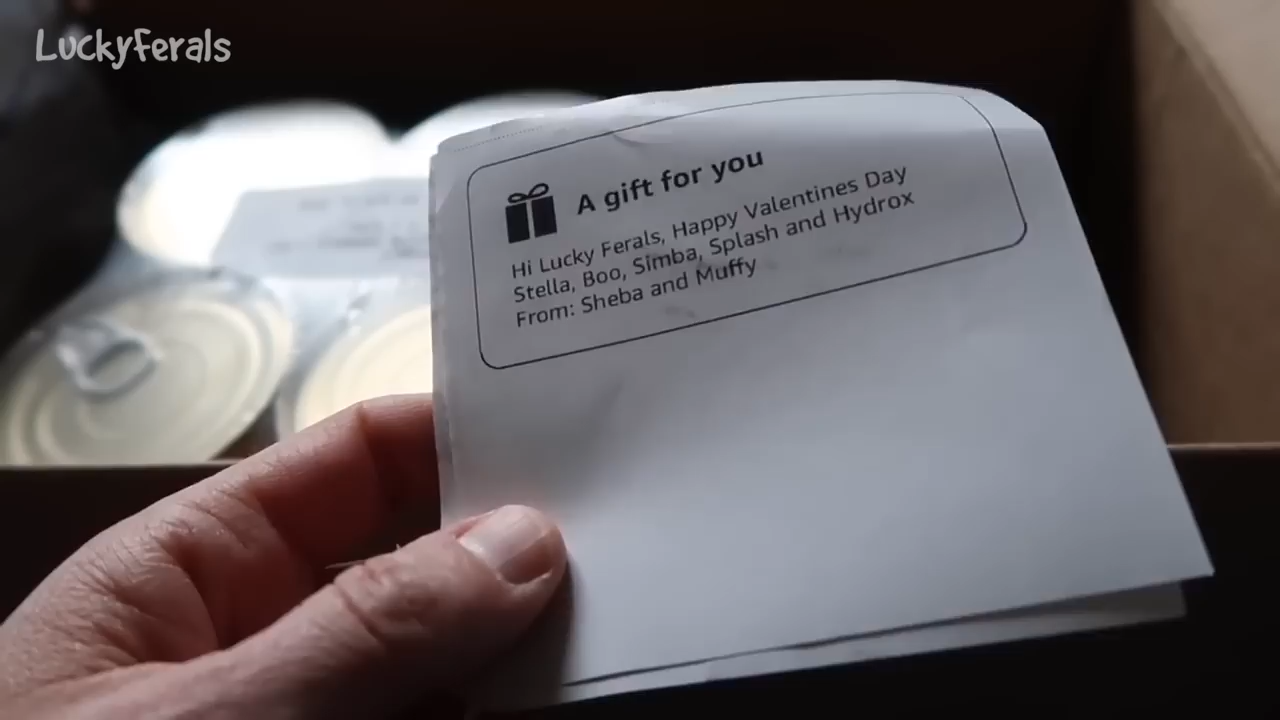 LuckyFerals
A gift for you
Hi Lucky Ferals, Happy Valentines Day
Stella, Boo, Simba, Splash and Hydrox
From: Sheba and Muffy